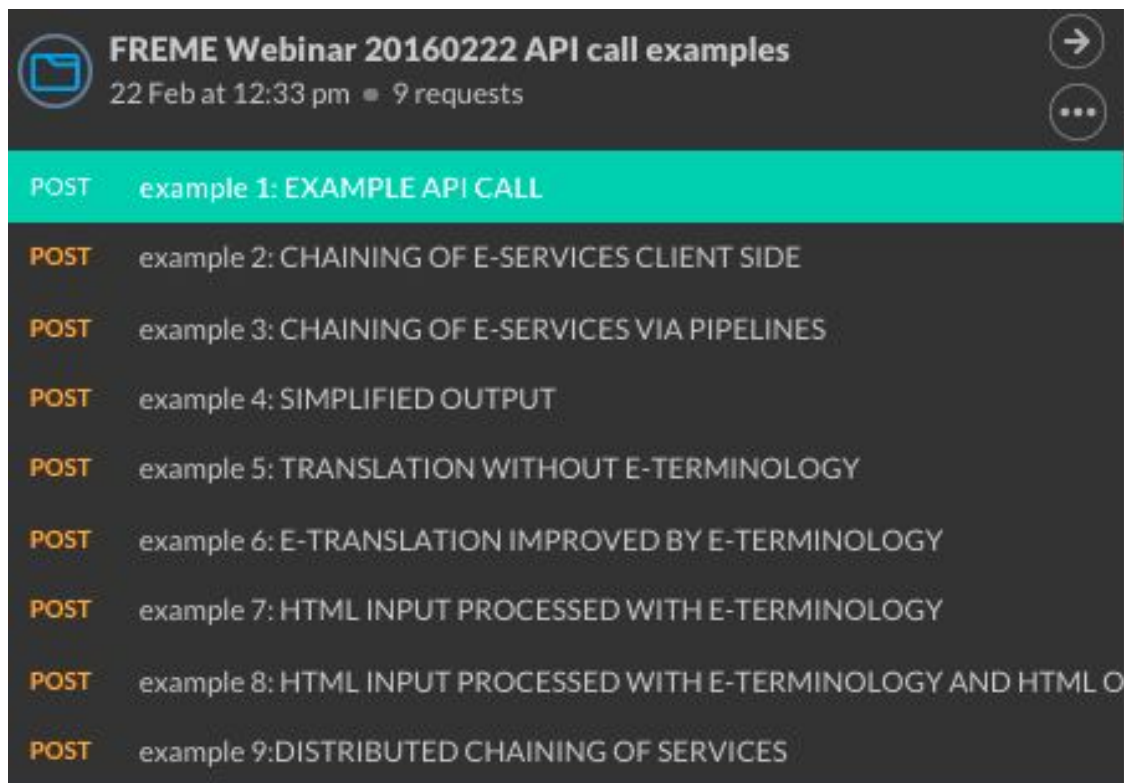 FREME Webinar 20160222 API call examples
22 Feb at 12:33 pm • 9 requests
POST example 1: EXAMPLE API CALL
POST example 2: CHAINING OF E-SERVICES CLIENT SIDE
POST example 3: CHAINING OF E-SERVICES VIA PIPELINES
POST example 4: SIMPLIFIED OUTPUT
POST example 5: TRANSLATION WITHOUT E-TERMINOLOGY
POST example 6: E-TRANSLATION IMPROVED BY E-TERMINOLOGY
POST example 7: HTML INPUT PROCESSED WITH E-TERMINOLOGY
POST example 8: HTML INPUT PROCESSED WITH E-TERMINOLOGY AND HTML O
POST example 9:DISTRIBUTED CHAINING OF SERVICES